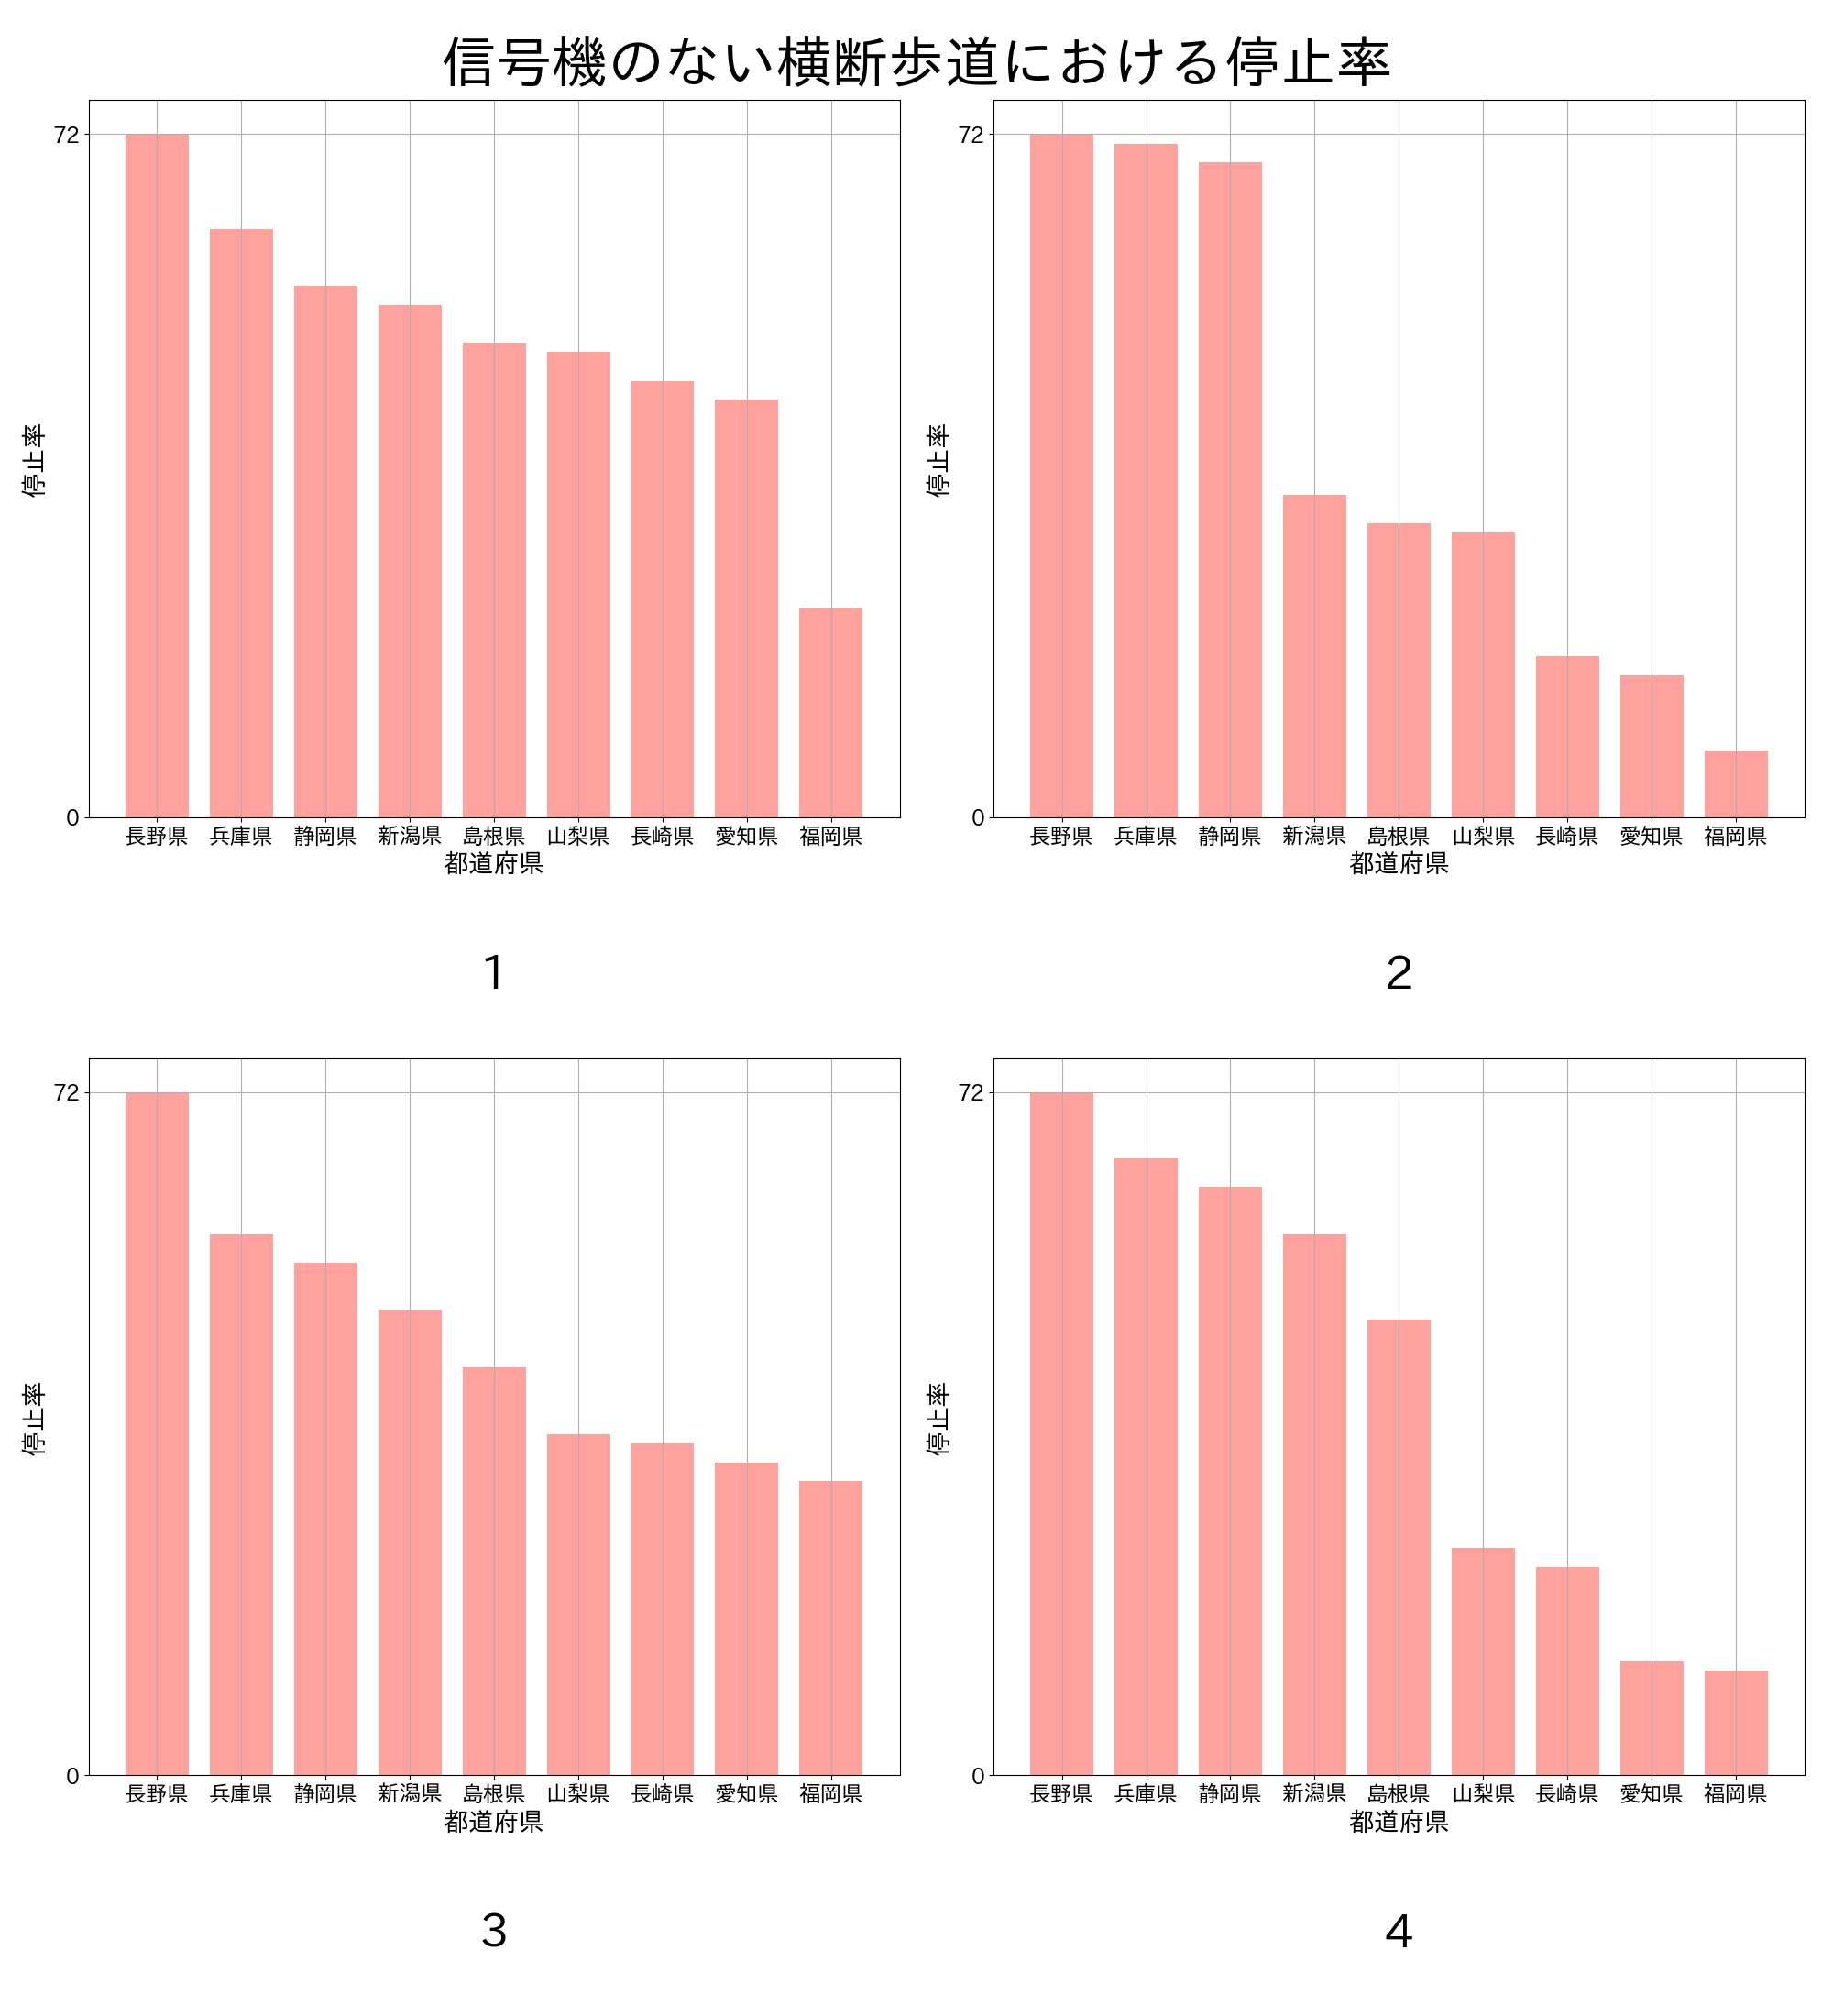 信号機のない横断歩道における停止率
72
0
停止率
長野県 兵庫県 静岡県 新潟県 島根県 山梨県 長崎県 愛知県 福岡県
都道府県
1
72
0
停止率
長野県 兵庫県 静岡県 新潟県 島根県 山梨県 長崎県 愛知県 福岡県
都道府県
2
72
0
停止率
長野県 兵庫県 静岡県 新潟県 島根県 山梨県 長崎県 愛知県 福岡県
都道府県
3
72
0
停止率
長野県 兵庫県 静岡県 新潟県 島根県 山梨県 長崎県 愛知県 福岡県
都道府県
4